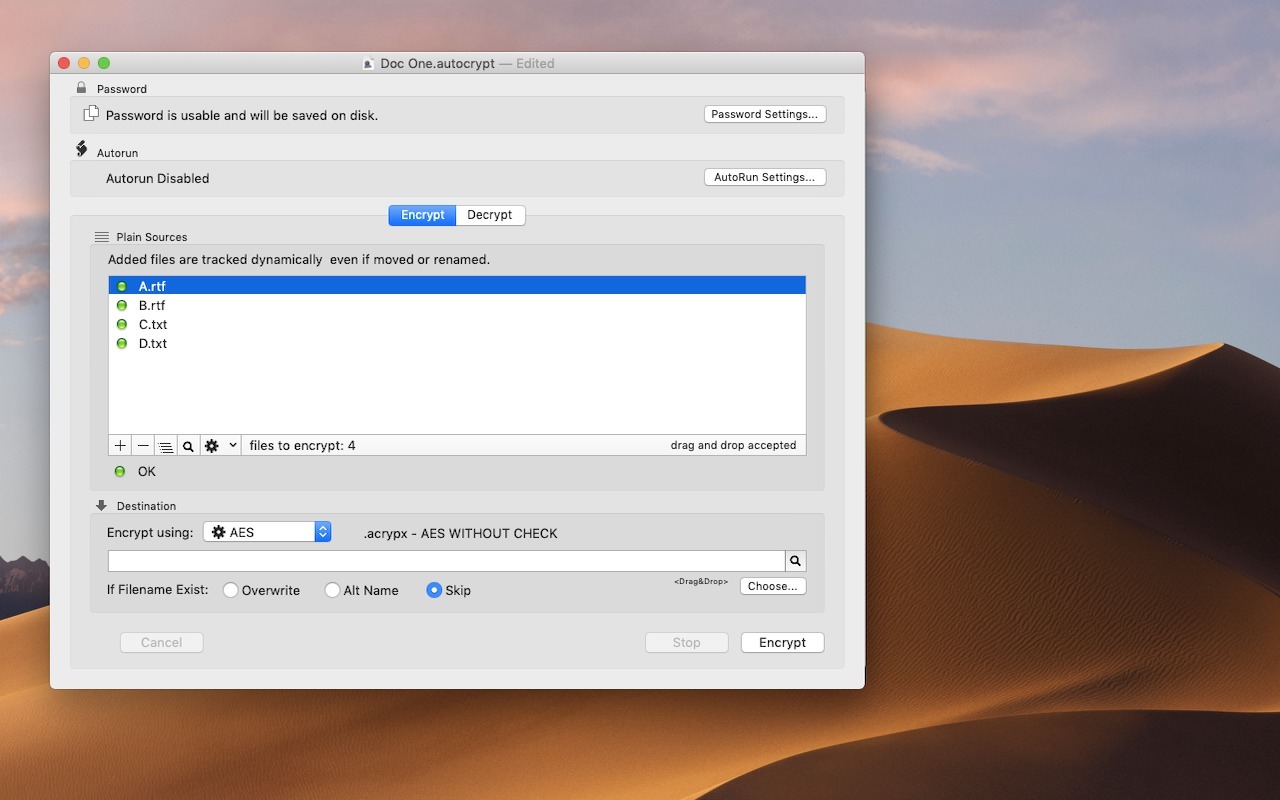 Doc One.autocrypt — Edited
Password
Password is usable and will be saved on disk.
Password Settings...
Autorun
Autorun Disabled
AutoRun Settings...
Encrypt
Decrypt
Plain Sources
Added files are tracked dynamically  even if moved or renamed.
A.rtf
B.rtf
C.txt
D.txt
files to encrypt: 4
drag and drop accepted
OK
Destination
Encrypt using:
AES
.acrypx - AES WITHOUT CHECK
If Filename Exist:
Overwrite
Alt Name
Skip
<Drag&Drop>
Choose...
Cancel
Stop
Encrypt